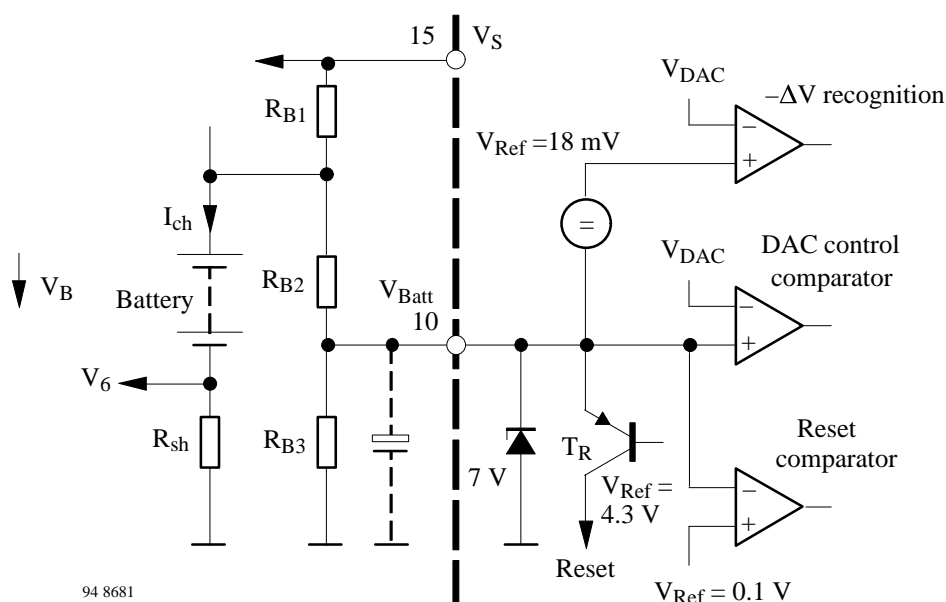 15 V_S
V_DAC
–ΔV recognition
R_B1
V_Ref =18 mV
–
+
=
I_ch
V_DAC
DAC control
comparator
V_B
Battery
R_B2
V_Batt
10
–
+
V_6
R_sh
R_B3
7 V
T_R
V_Ref =
4.3 V
Reset
comparator
–
+
Reset
V_Ref = 0.1 V
94 8681